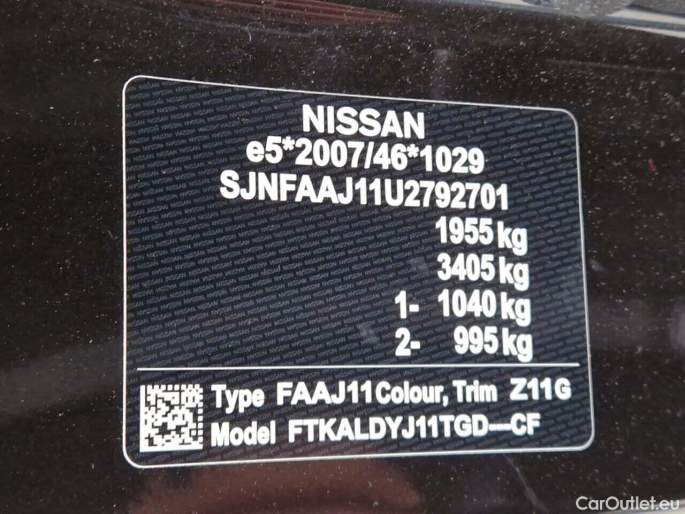 NISSAN
e5*2007/46*1029
SJNFAAJ11U2792701
1955 kg
3405 kg
1- 1040 kg
2- 995 kg
Type FAAJ11 Colour, Trim Z11G
Model FTKALDYJ11TGD---CF
CarOutlet.eu